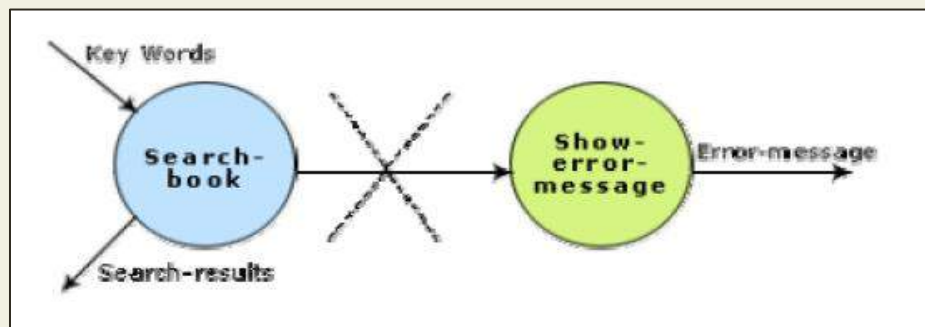 Key Words
Search-
book
Show-
error-
message
Error-message
Search-results